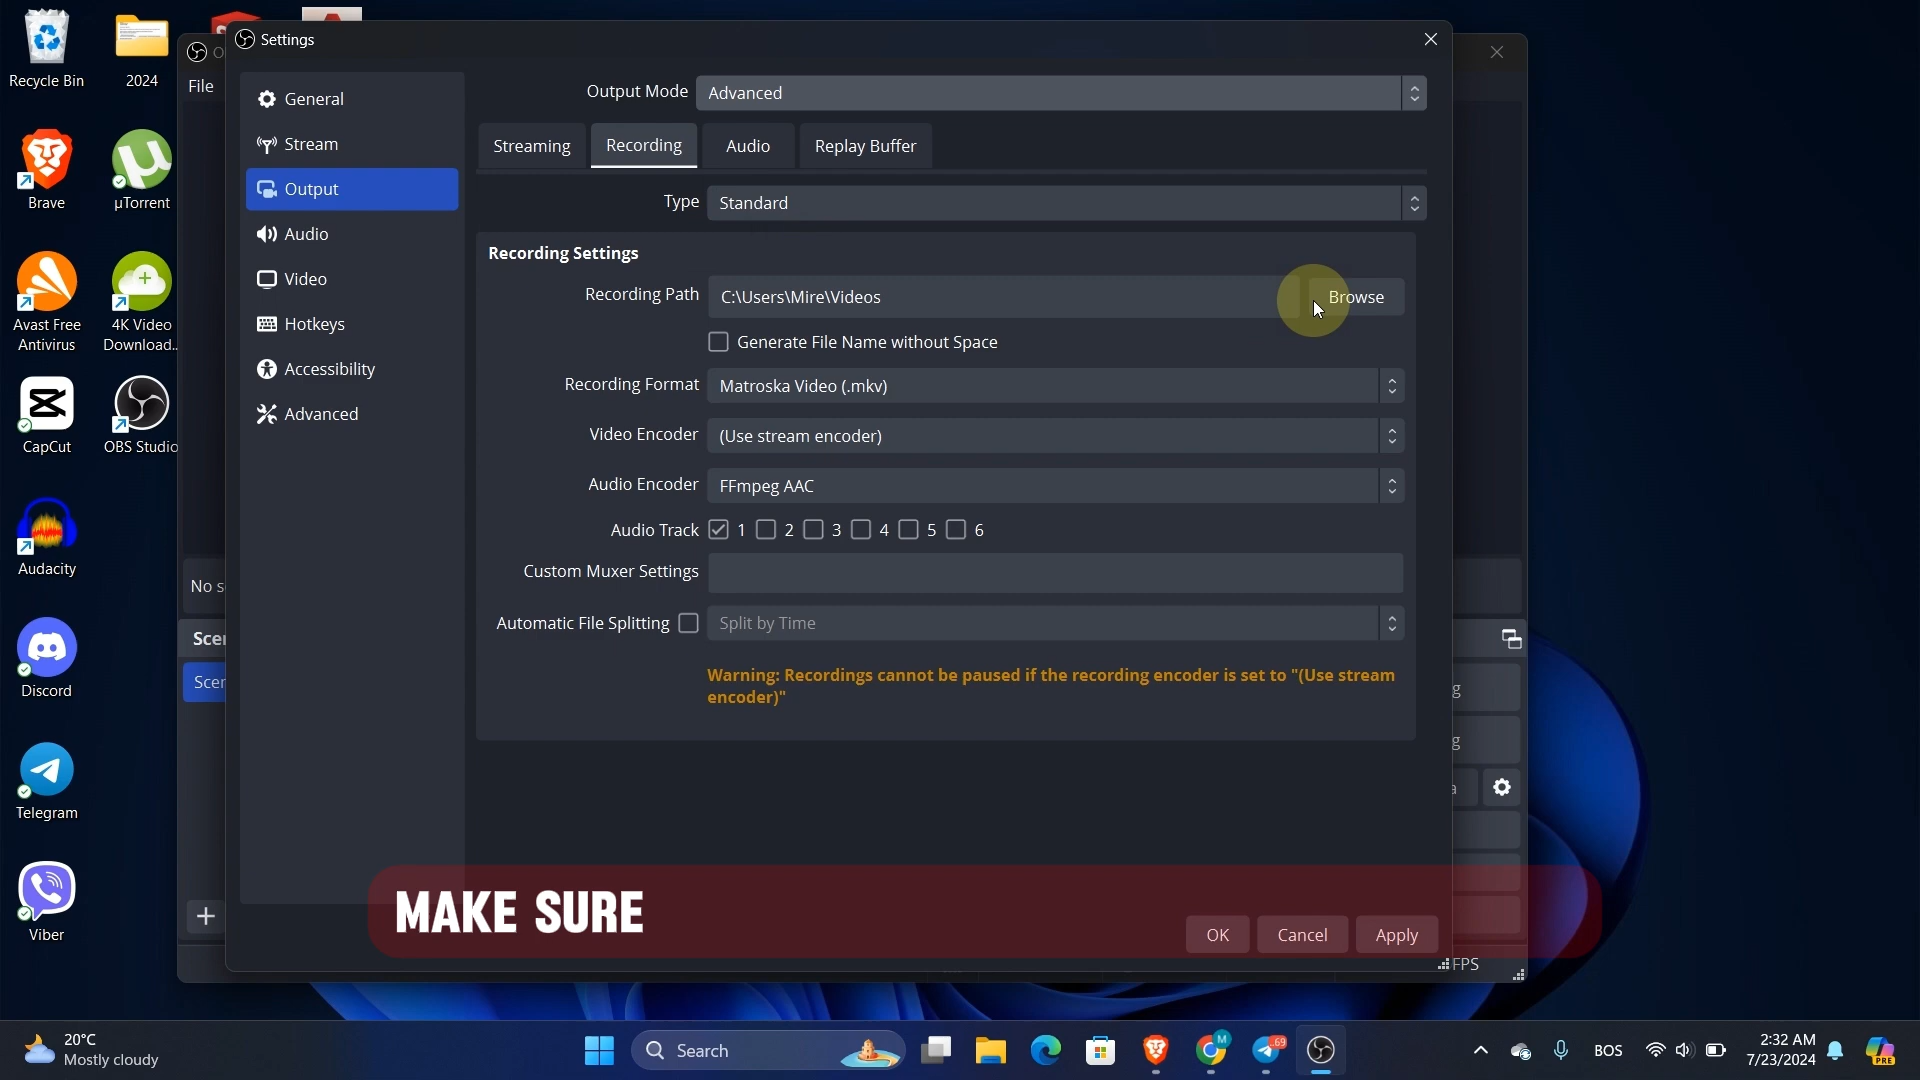 Recycle Bin
2024
Brave
µTorrent
Avast Free
Antivirus
4K Video
Download...
CapCut
OBS Studio
Audacity
Discord
Telegram
Viber
File
No s
Scer
Scer
Settings
General
Stream
Output
Audio
Video
Hotkeys
Accessibility
Advanced
Output Mode
Advanced
Streaming
Recording
Audio
Replay Buffer
Type
Standard
Recording Settings
Recording Path
C:\Users\Mire\Videos
Browse
Generate File Name without Space
Recording Format
Matroska Video (.mkv)
Video Encoder
(Use stream encoder)
Audio Encoder
FFmpeg AAC
Audio Track 1 2 3 4 5 6
Custom Muxer Settings
Automatic File Splitting
Split by Time
Warning: Recordings cannot be paused if the recording encoder is set to "(Use stream
encoder)"
MAKE SURE
OK
Cancel
Apply
g
g
a
FPS
20°C
Mostly cloudy
Search
M
69
BOS
2:32 AM
7/23/2024
PRE